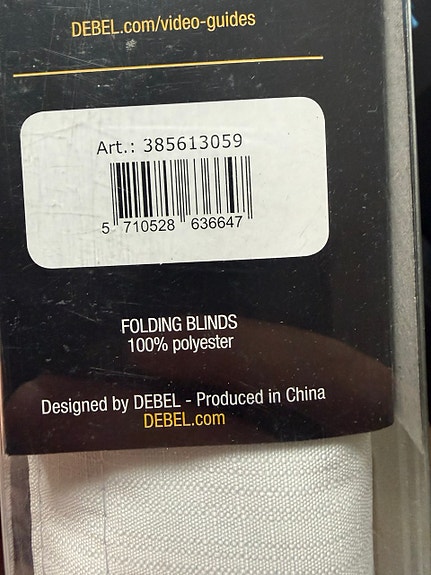 DEBEL.com/video-guides
Art.: 385613059
5 710528 636647
FOLDING BLINDS
100% polyester
Designed by DEBEL - Produced in China
DEBEL.com